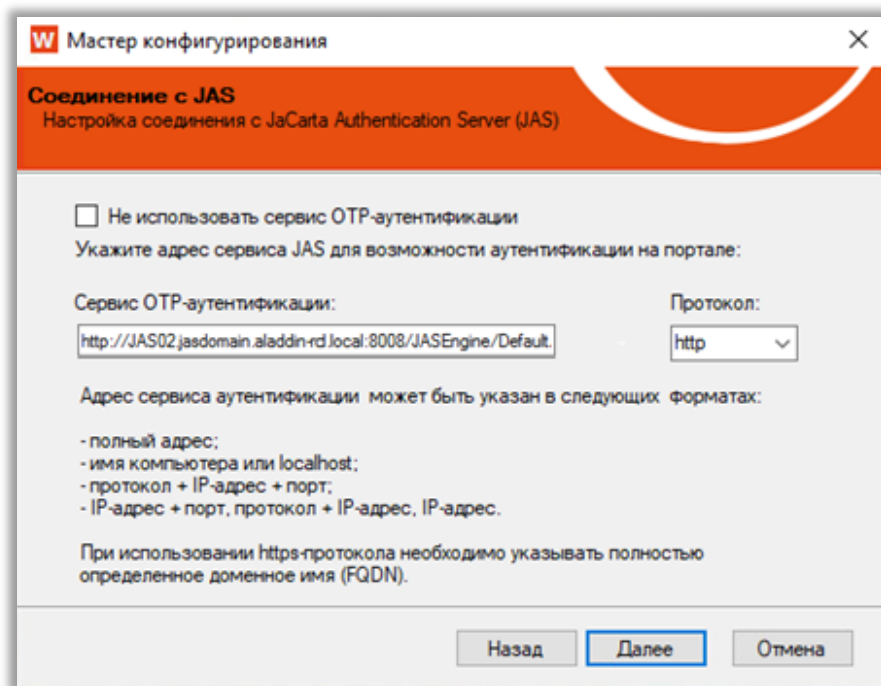 W Мастер конфигурирования
Соединение с JAS
Настройка соединения с JaCarta Authentication Server (JAS)
Не использовать сервис OTP-аутентификации
Укажите адрес сервиса JAS для возможности аутентификации на портале:
Сервис OTP-аутентификации: Протокол:
http://JAS02.jasdomain.aladdin-rd.local:8008/JASEngine/Default. http
Адрес сервиса аутентификации может быть указан в следующих форматах:
- полный адрес;
- имя компьютера или localhost;
- протокол + IP-адрес + порт;
- IP-адрес + порт, протокол + IP-адрес, IP-адрес.
При использовании https-протокола необходимо указывать полностью
определенное доменное имя (FQDN).
Назад Далее Отмена